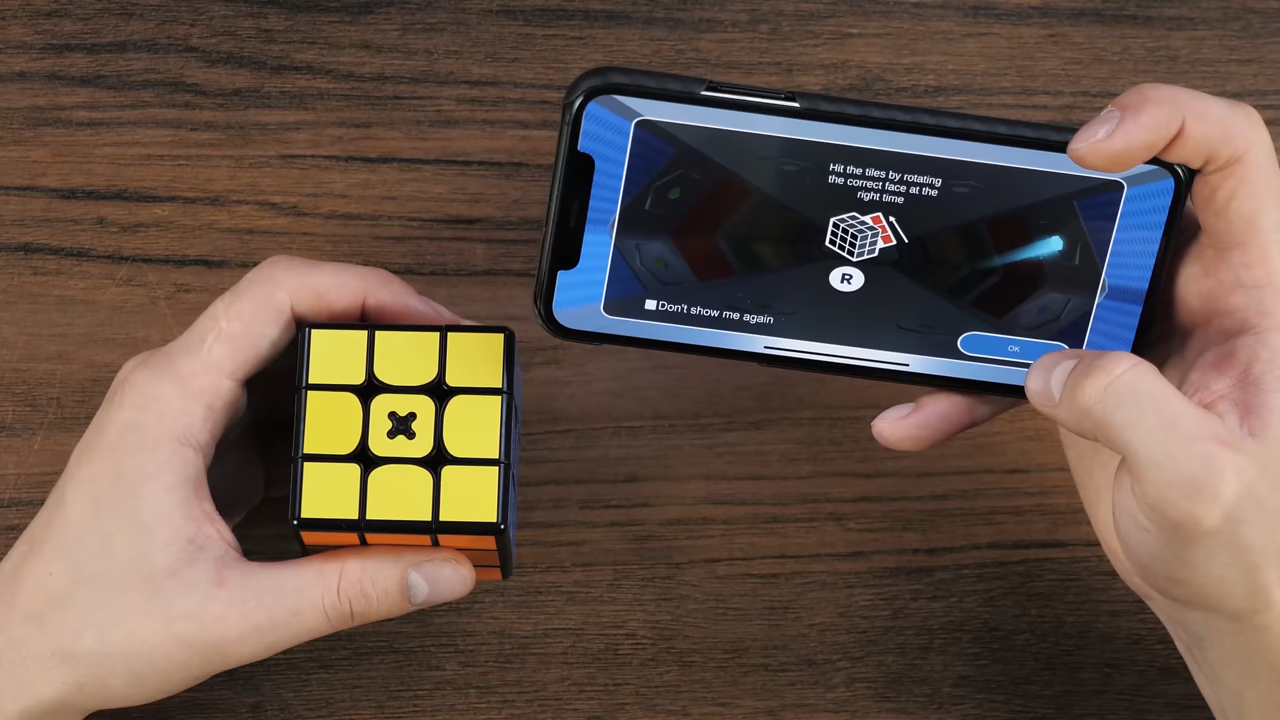 Hit the tiles by rotating
the correct face at the
right time
R
Don't show me again
OK